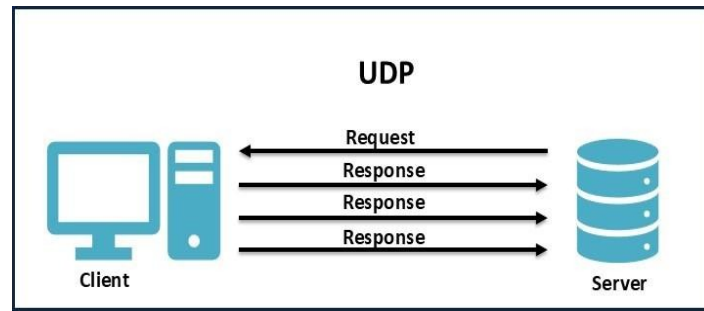 UDP
Request
Response
Response
Response
Client
Server